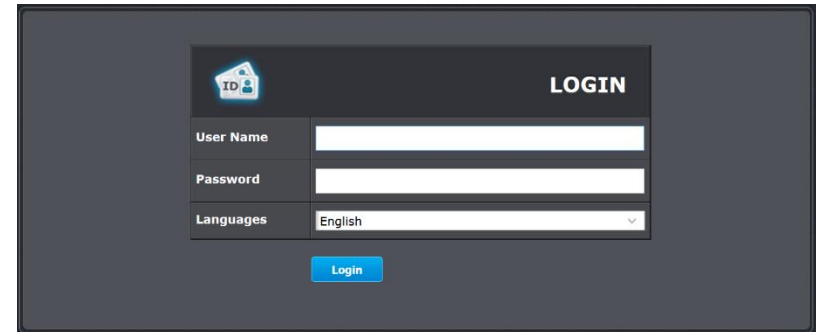 ID
LOGIN
User Name
Password
Languages
English
Login